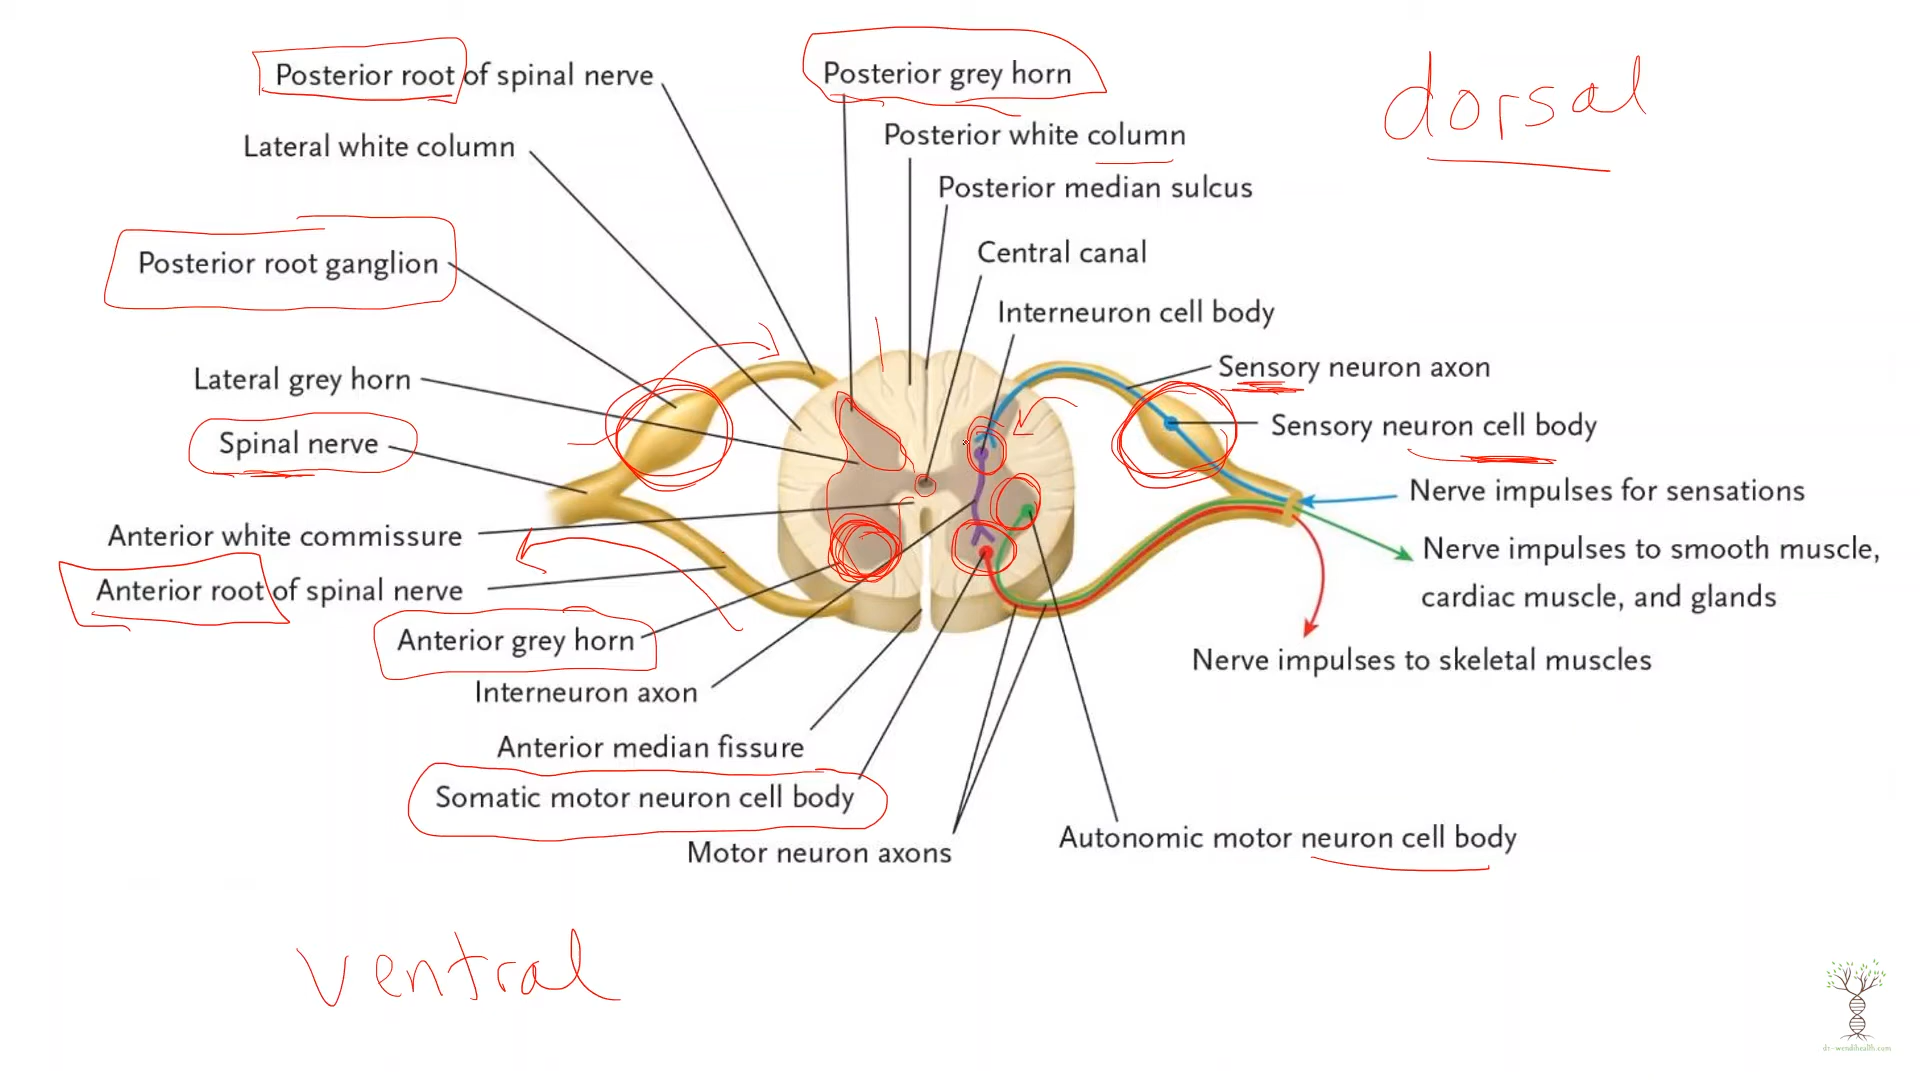 Posterior root of spinal nerve
Posterior grey horn
dorsal
Lateral white column
Posterior white column
Posterior median sulcus
Posterior root ganglion
Central canal
Interneuron cell body
Lateral grey horn
Sensory neuron axon
Spinal nerve
Sensory neuron cell body
Nerve impulses for sensations
Anterior white commissure
Nerve impulses to smooth muscle,
cardiac muscle, and glands
Anterior root of spinal nerve
Anterior grey horn
Nerve impulses to skeletal muscles
Interneuron axon
Anterior median fissure
Somatic motor neuron cell body
Autonomic motor neuron cell body
Motor neuron axons
ventral
dr-wendihealth.com